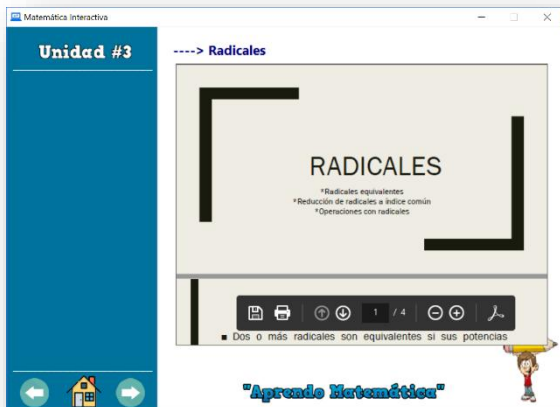 Matemática Interactiva
Unidad #3
----> Radicales
RADICALES
*Radicales equivalentes
*Reducción de radicales a índice común
*Operaciones con radicales
1 / 4
■ Dos o más radicales son equivalentes si sus potencias
"Aprendo Matemática"